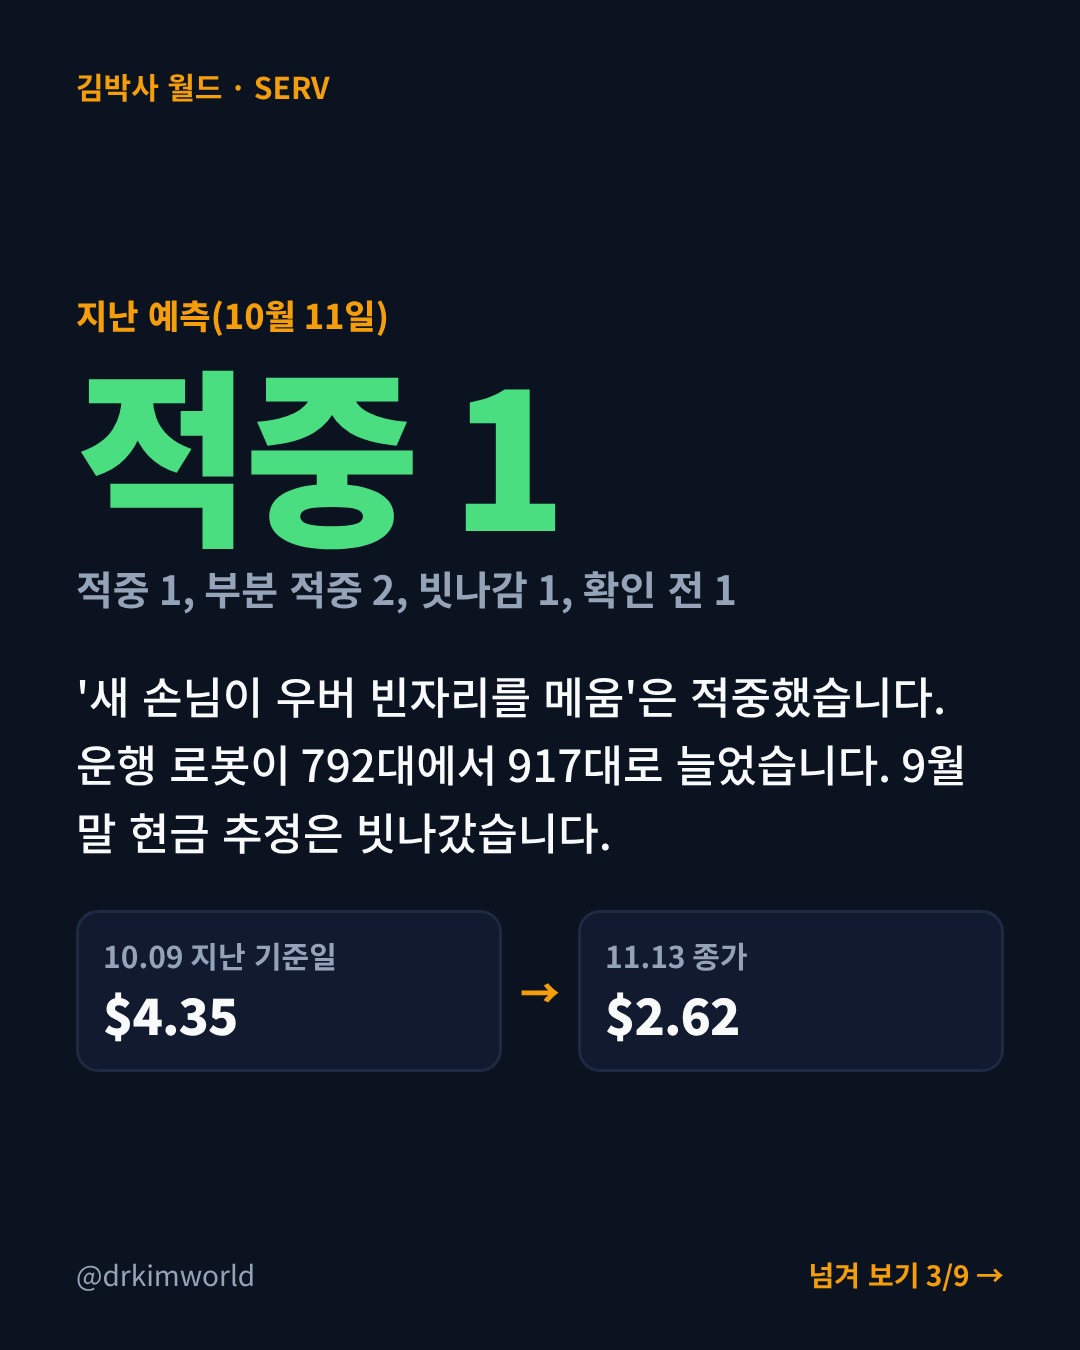 김박사 월드 · SERV
지난 예측(10월 11일)
적중 1
적중 1, 부분 적중 2, 빗나감 1, 확인 전 1
'새 손님이 우버 빈자리를 메움'은 적중했습니다.
운행 로봇이 792대에서 917대로 늘었습니다. 9월
말 현금 추정은 빗나갔습니다.
10.09 지난 기준일
$4.35
→
11.13 종가
$2.62
@drkimworld
넘겨 보기 3/9 →